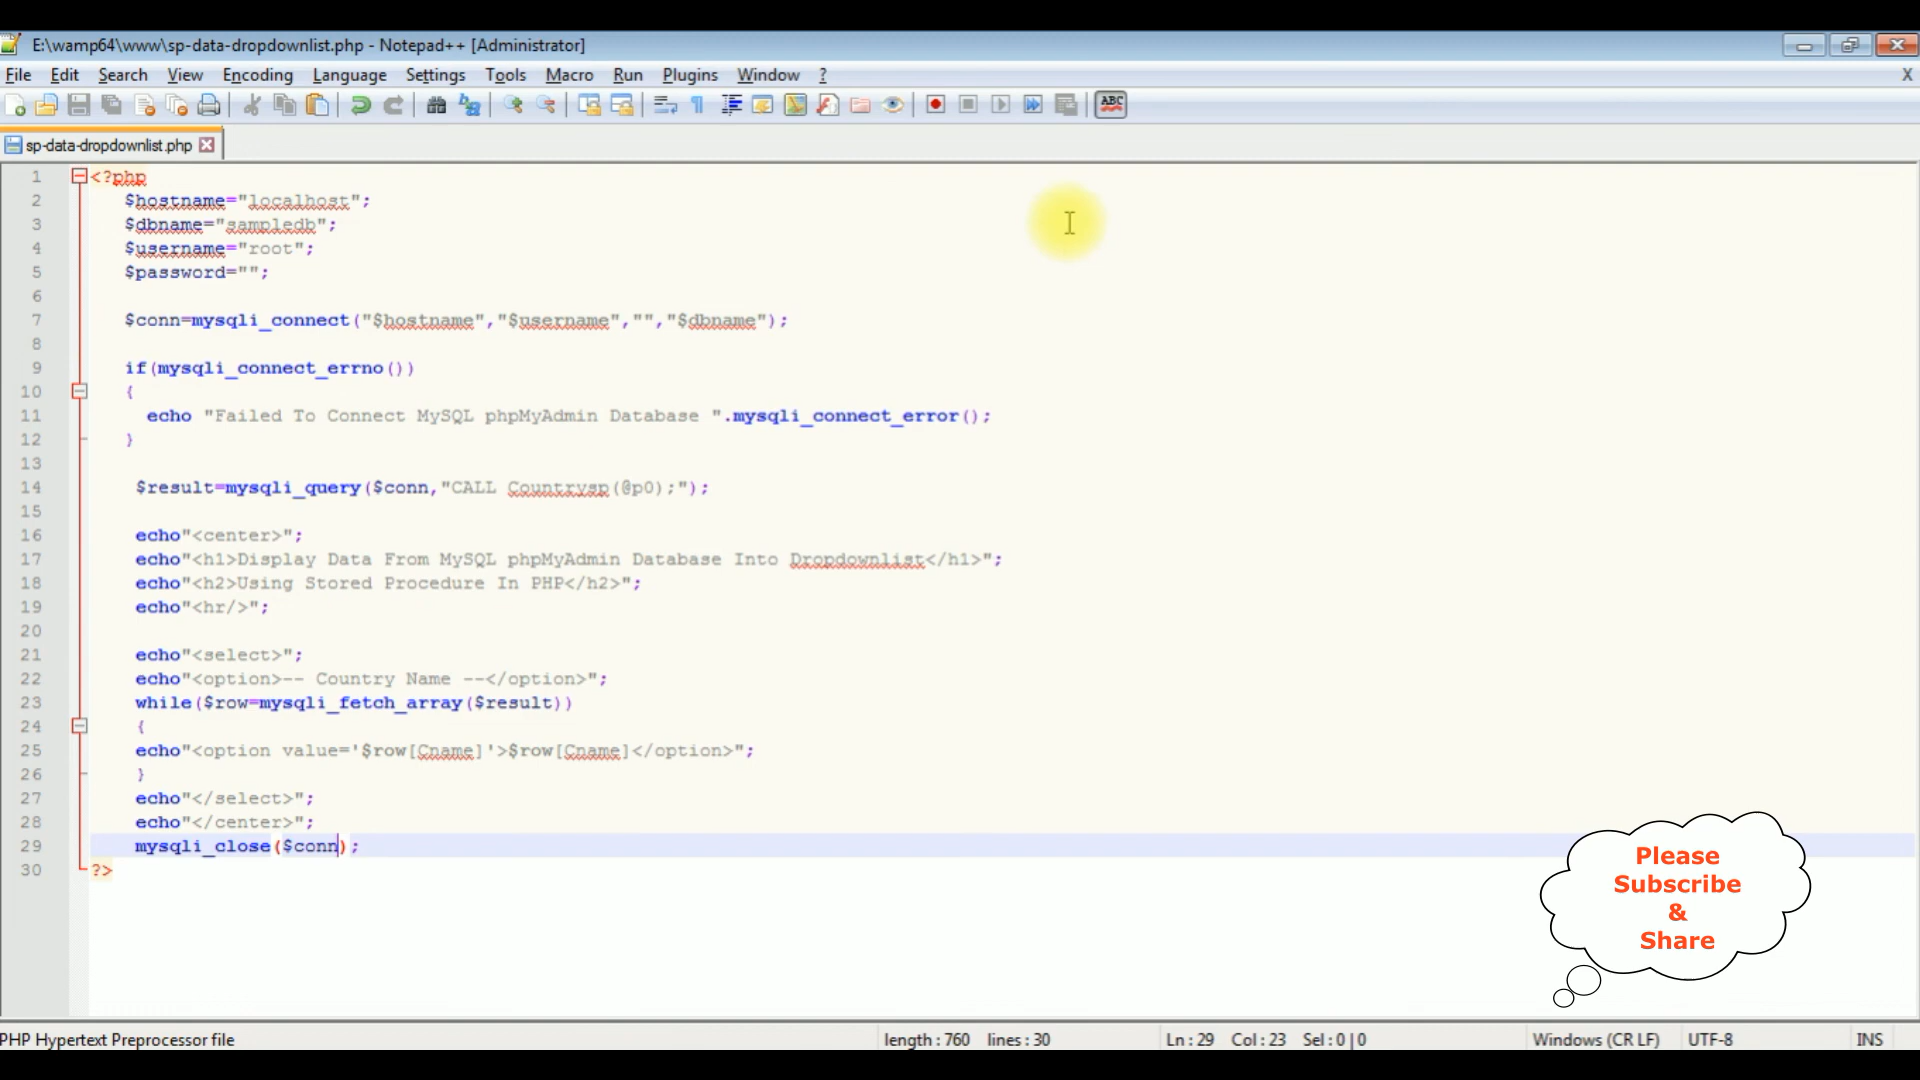 E:\wamp64\www\sp-data-dropdownlist.php - Notepad++ [Administrator]
File Edit Search View Encoding Language Settings Tools Macro Run Plugins Window ? X
ABC
sp-data-dropdownlist.php
1 <?php
2 $hostname="localhost";
3 $dbname="sampledb";
4 $username="root";
5 $password="";
6
7 $conn=mysqli_connect("$hostname","$username","","$dbname");
8
9 if(mysqli_connect_errno())
10 {
11 echo "Failed To Connect MySQL phpMyAdmin Database ".mysqli_connect_error();
12 }
13
14 $result=mysqli_query($conn,"CALL Countrysp(@p0);");
15
16 echo"<center>";
17 echo"<h1>Display Data From MySQL phpMyAdmin Database Into Dropdownlist</h1>";
18 echo"<h2>Using Stored Procedure In PHP</h2>";
19 echo"<hr/>";
20
21 echo"<select>";
22 echo"<option>-- Country Name --</option>";
23 while($row=mysqli_fetch_array($result))
24 {
25 echo"<option value='$row[Cname]'>$row[Cname]</option>";
26 }
27 echo"</select>";
28 echo"</center>";
29 mysqli_close($conn);
30 ?>
Please
Subscribe
&
Share
PHP Hypertext Preprocessor file length : 760 lines : 30 Ln : 29 Col : 23 Sel : 0 | 0 Windows (CR LF) UTF-8 INS